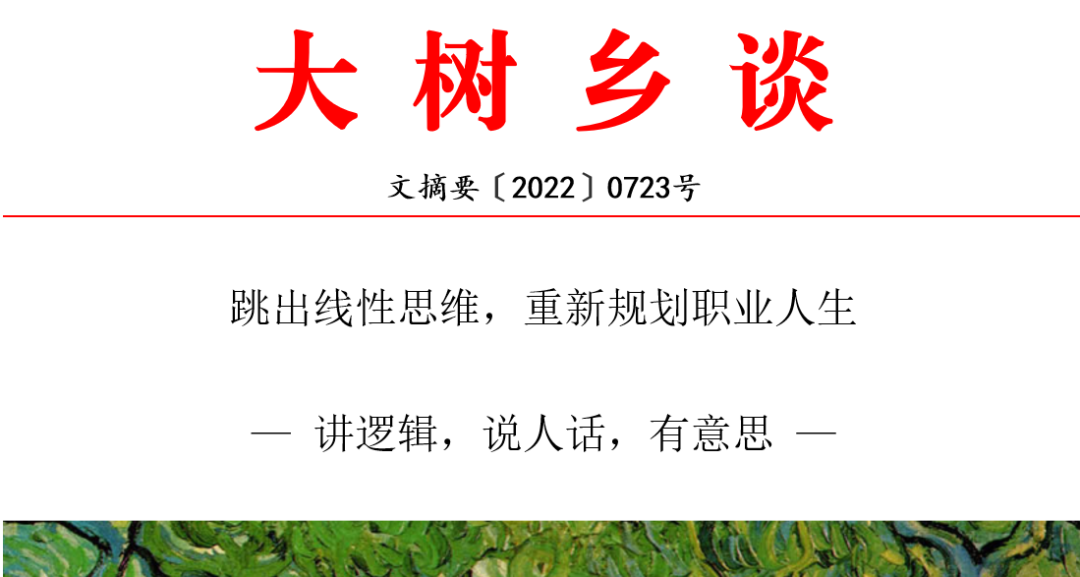 大树乡谈
文摘要〔2022〕0723号
跳出线性思维，重新规划职业人生
— 讲逻辑，说人话，有意思 —